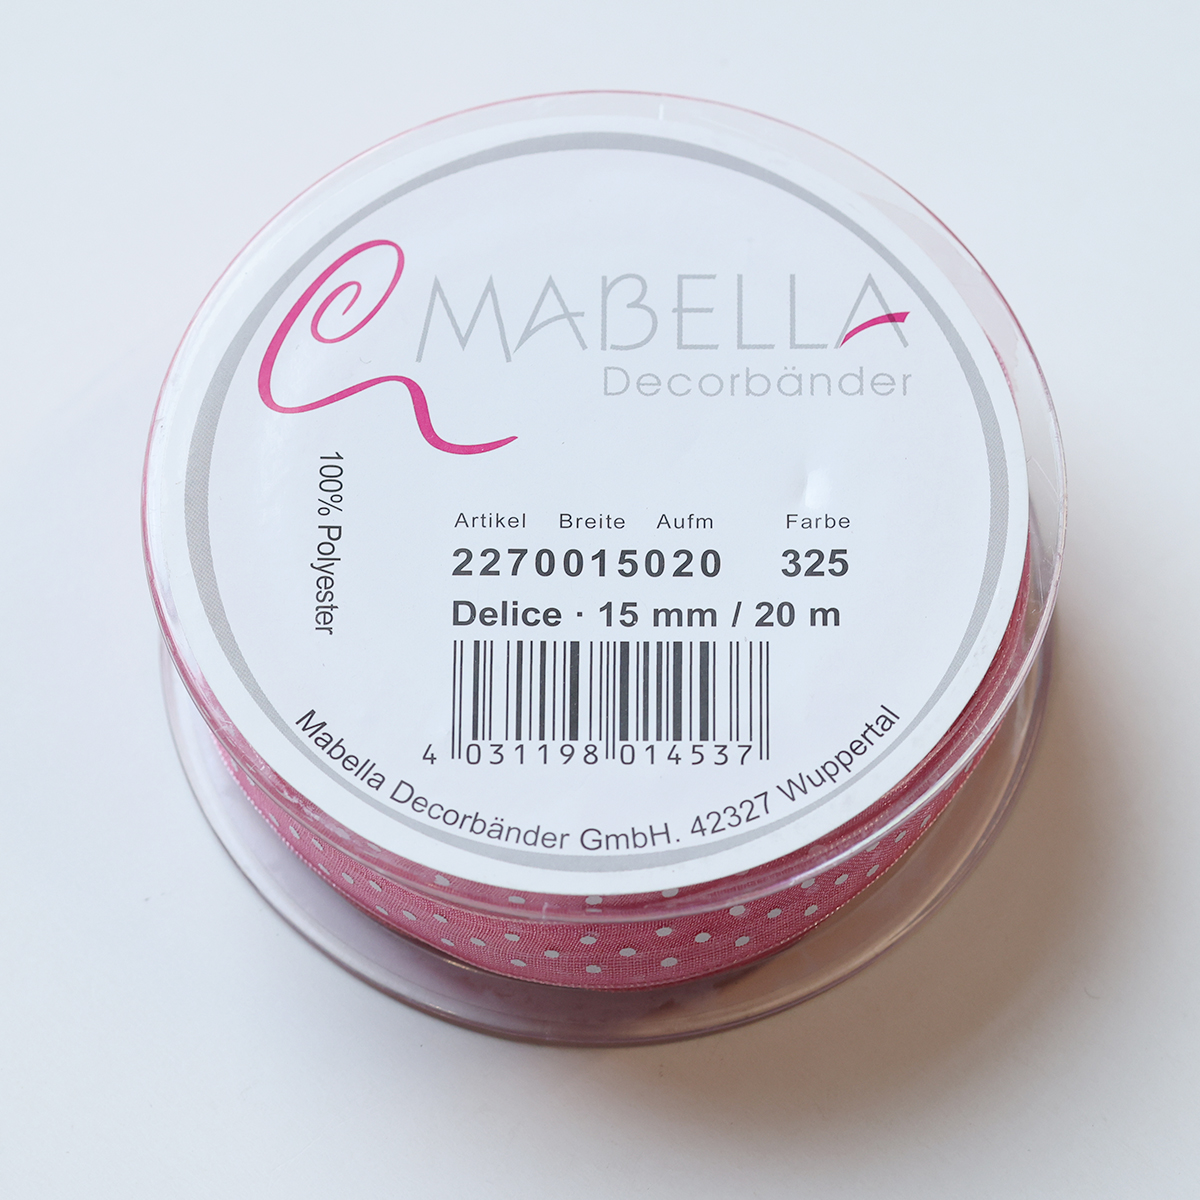 MABELLA
Decorbänder
100% Polyester
Artikel Breite Aufm Farbe
2270015020 325
Delice · 15 mm / 20 m
4 031198 014537
Mabella Decorbänder GmbH. 42327 Wuppertal